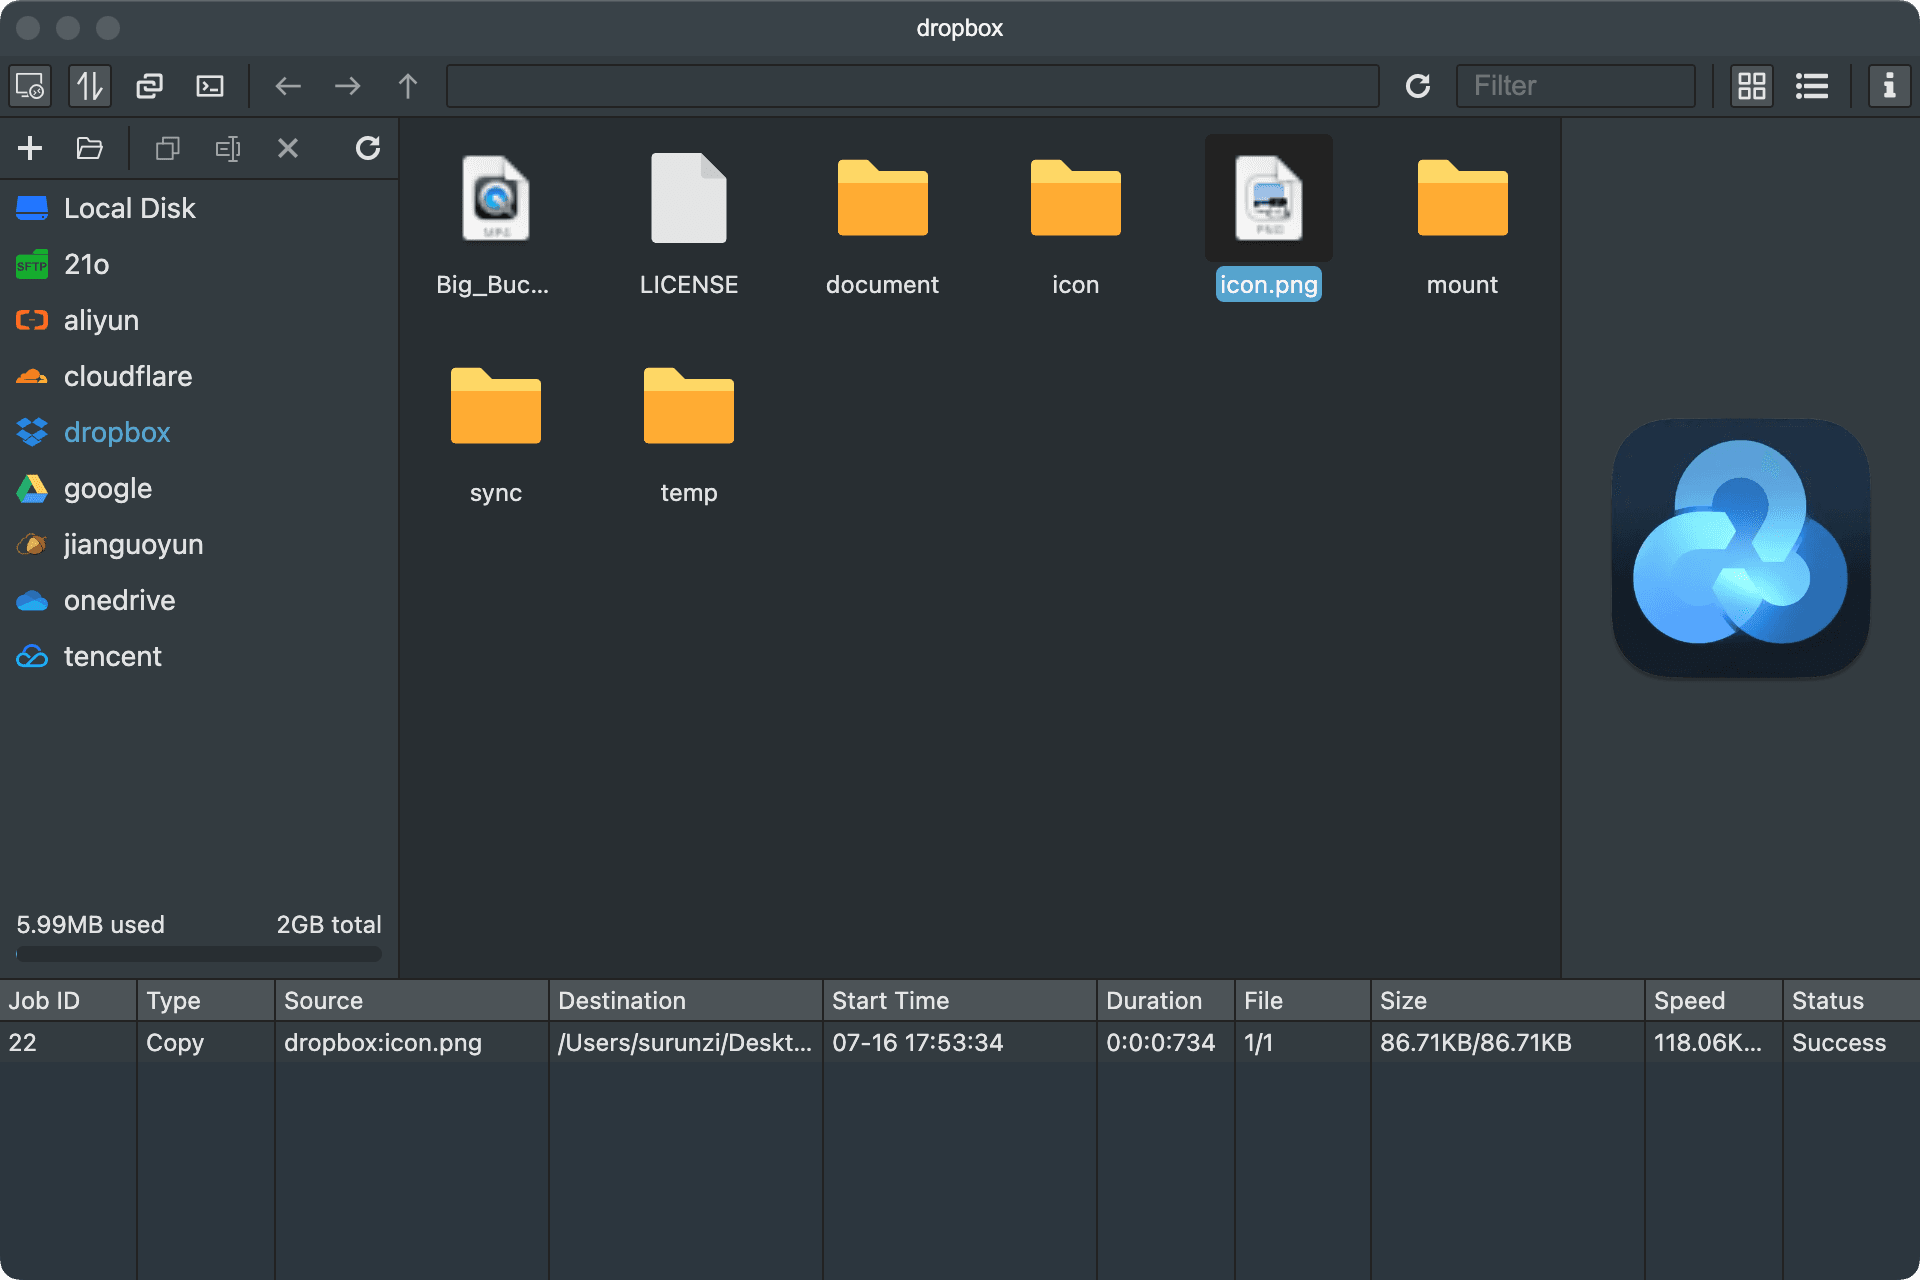 dropbox
Filter
Local Disk
SFTP
21o
aliyun
cloudflare
dropbox
google
jianguoyun
onedrive
tencent
5.99MB used 2GB total
MP4
PNG
Big_Buc... LICENSE document icon icon.png mount
sync temp
Job ID Type Source Destination Start Time Duration File Size Speed Status
22 Copy dropbox:icon.png /Users/surunzi/Deskt... 07-16 17:53:34 0:0:0:734 1/1 86.71KB/86.71KB 118.06K... Success